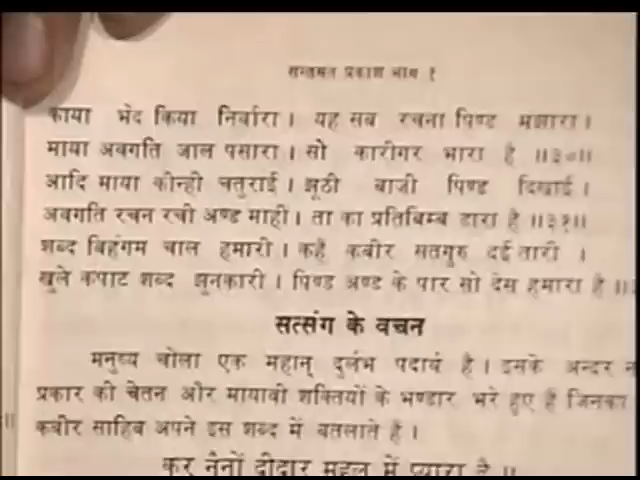 सन्तमत प्रकाश भाग १
काया भेद किया निर्वारा । यह सब रचना पिण्ड मझारा ।
माया अवगति जाल पसारा । सो कारीगर भारा है ॥३०॥
आदि माया कीन्ही चतुराई । झूठी बाजी पिण्ड दिखाई ।
अवगति रचन रची अण्ड माही । ता का प्रतिबिम्ब डारा है ॥३१॥
शब्द बिहंगम चाल हमारी । कहै कबीर सतगुरु दई तारी ।
खुले कपाट शब्द झुनकारी । पिण्ड अण्ड के पार सो देस हमारा है ॥
सत्संग के वचन
मनुष्य चोला एक महान् दुर्लभ पदार्थ है । इसके अन्दर
प्रकार की चेतन और मायावी शक्तियों के भण्डार भरे हुए हैं जिनका
कबीर साहिब अपने इस शब्द में बतलाते हैं ।
कर नैनों दीदार महल में प्यारा है ॥